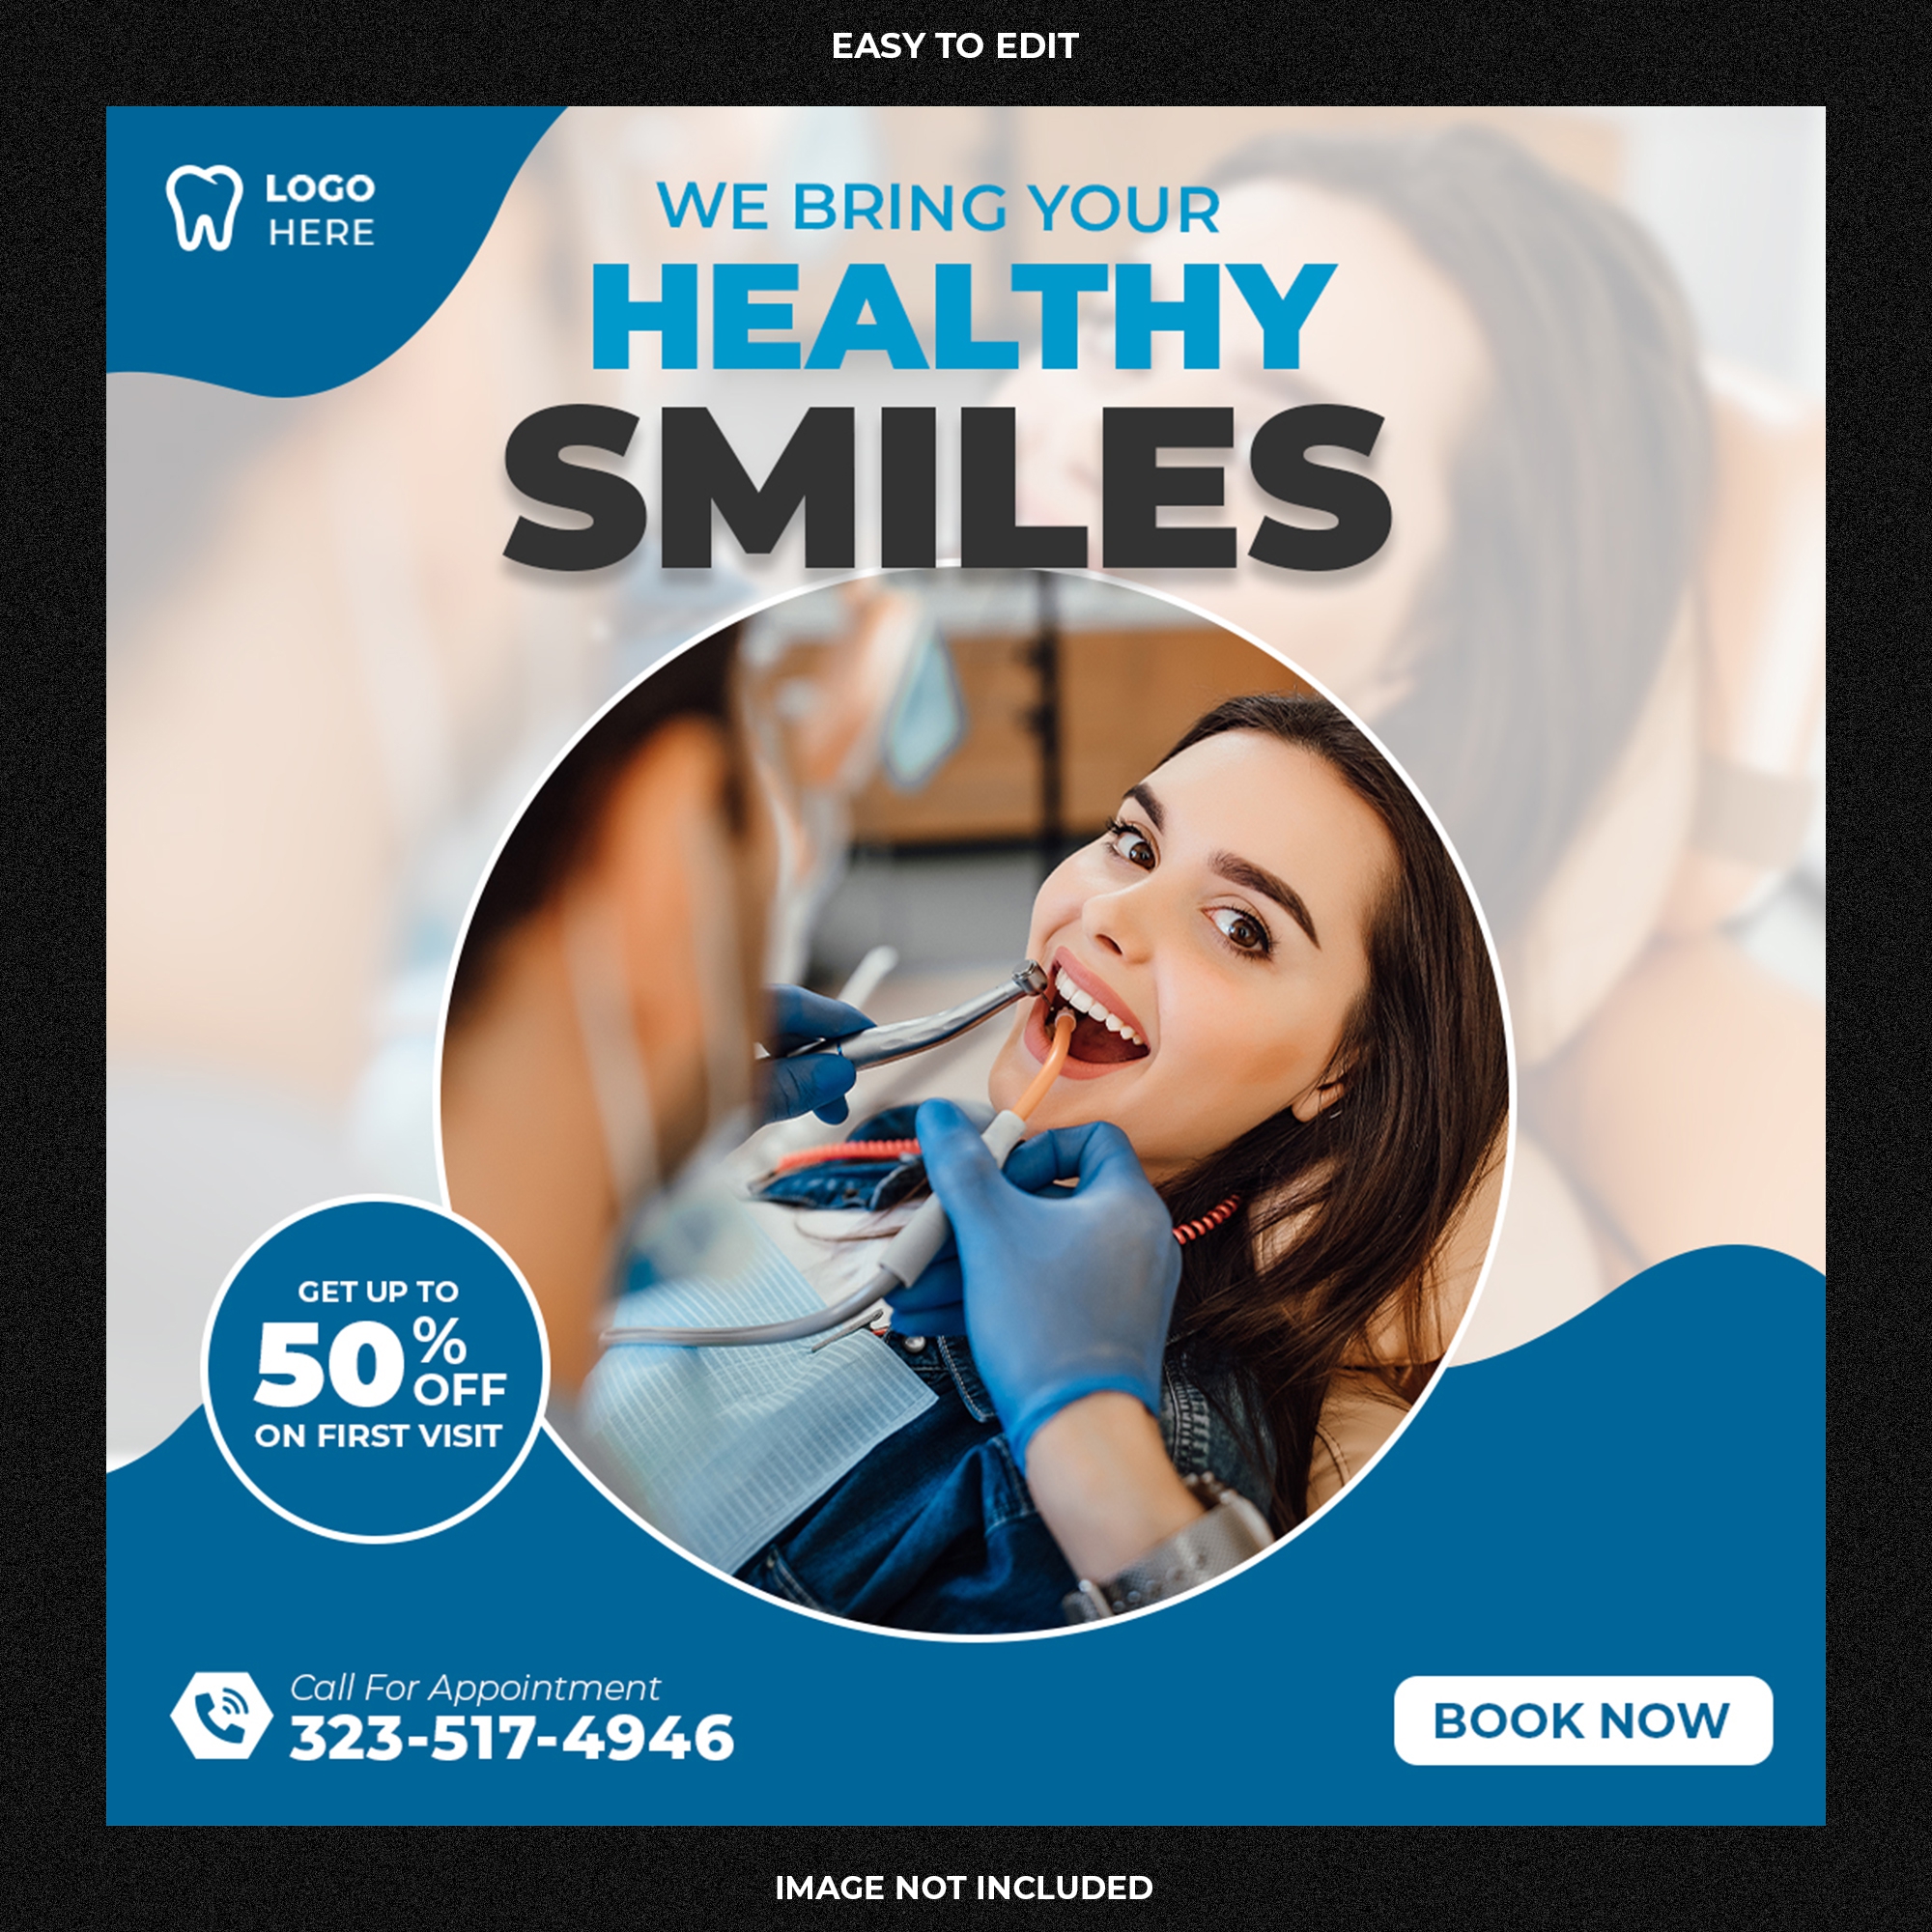 EASY TO EDIT
LOGO
HERE
WE BRING YOUR
HEALTHY
SMILES
GET UP TO
50%
OFF
ON FIRST VISIT
Call For Appointment
323-517-4946
BOOK NOW
IMAGE NOT INCLUDED